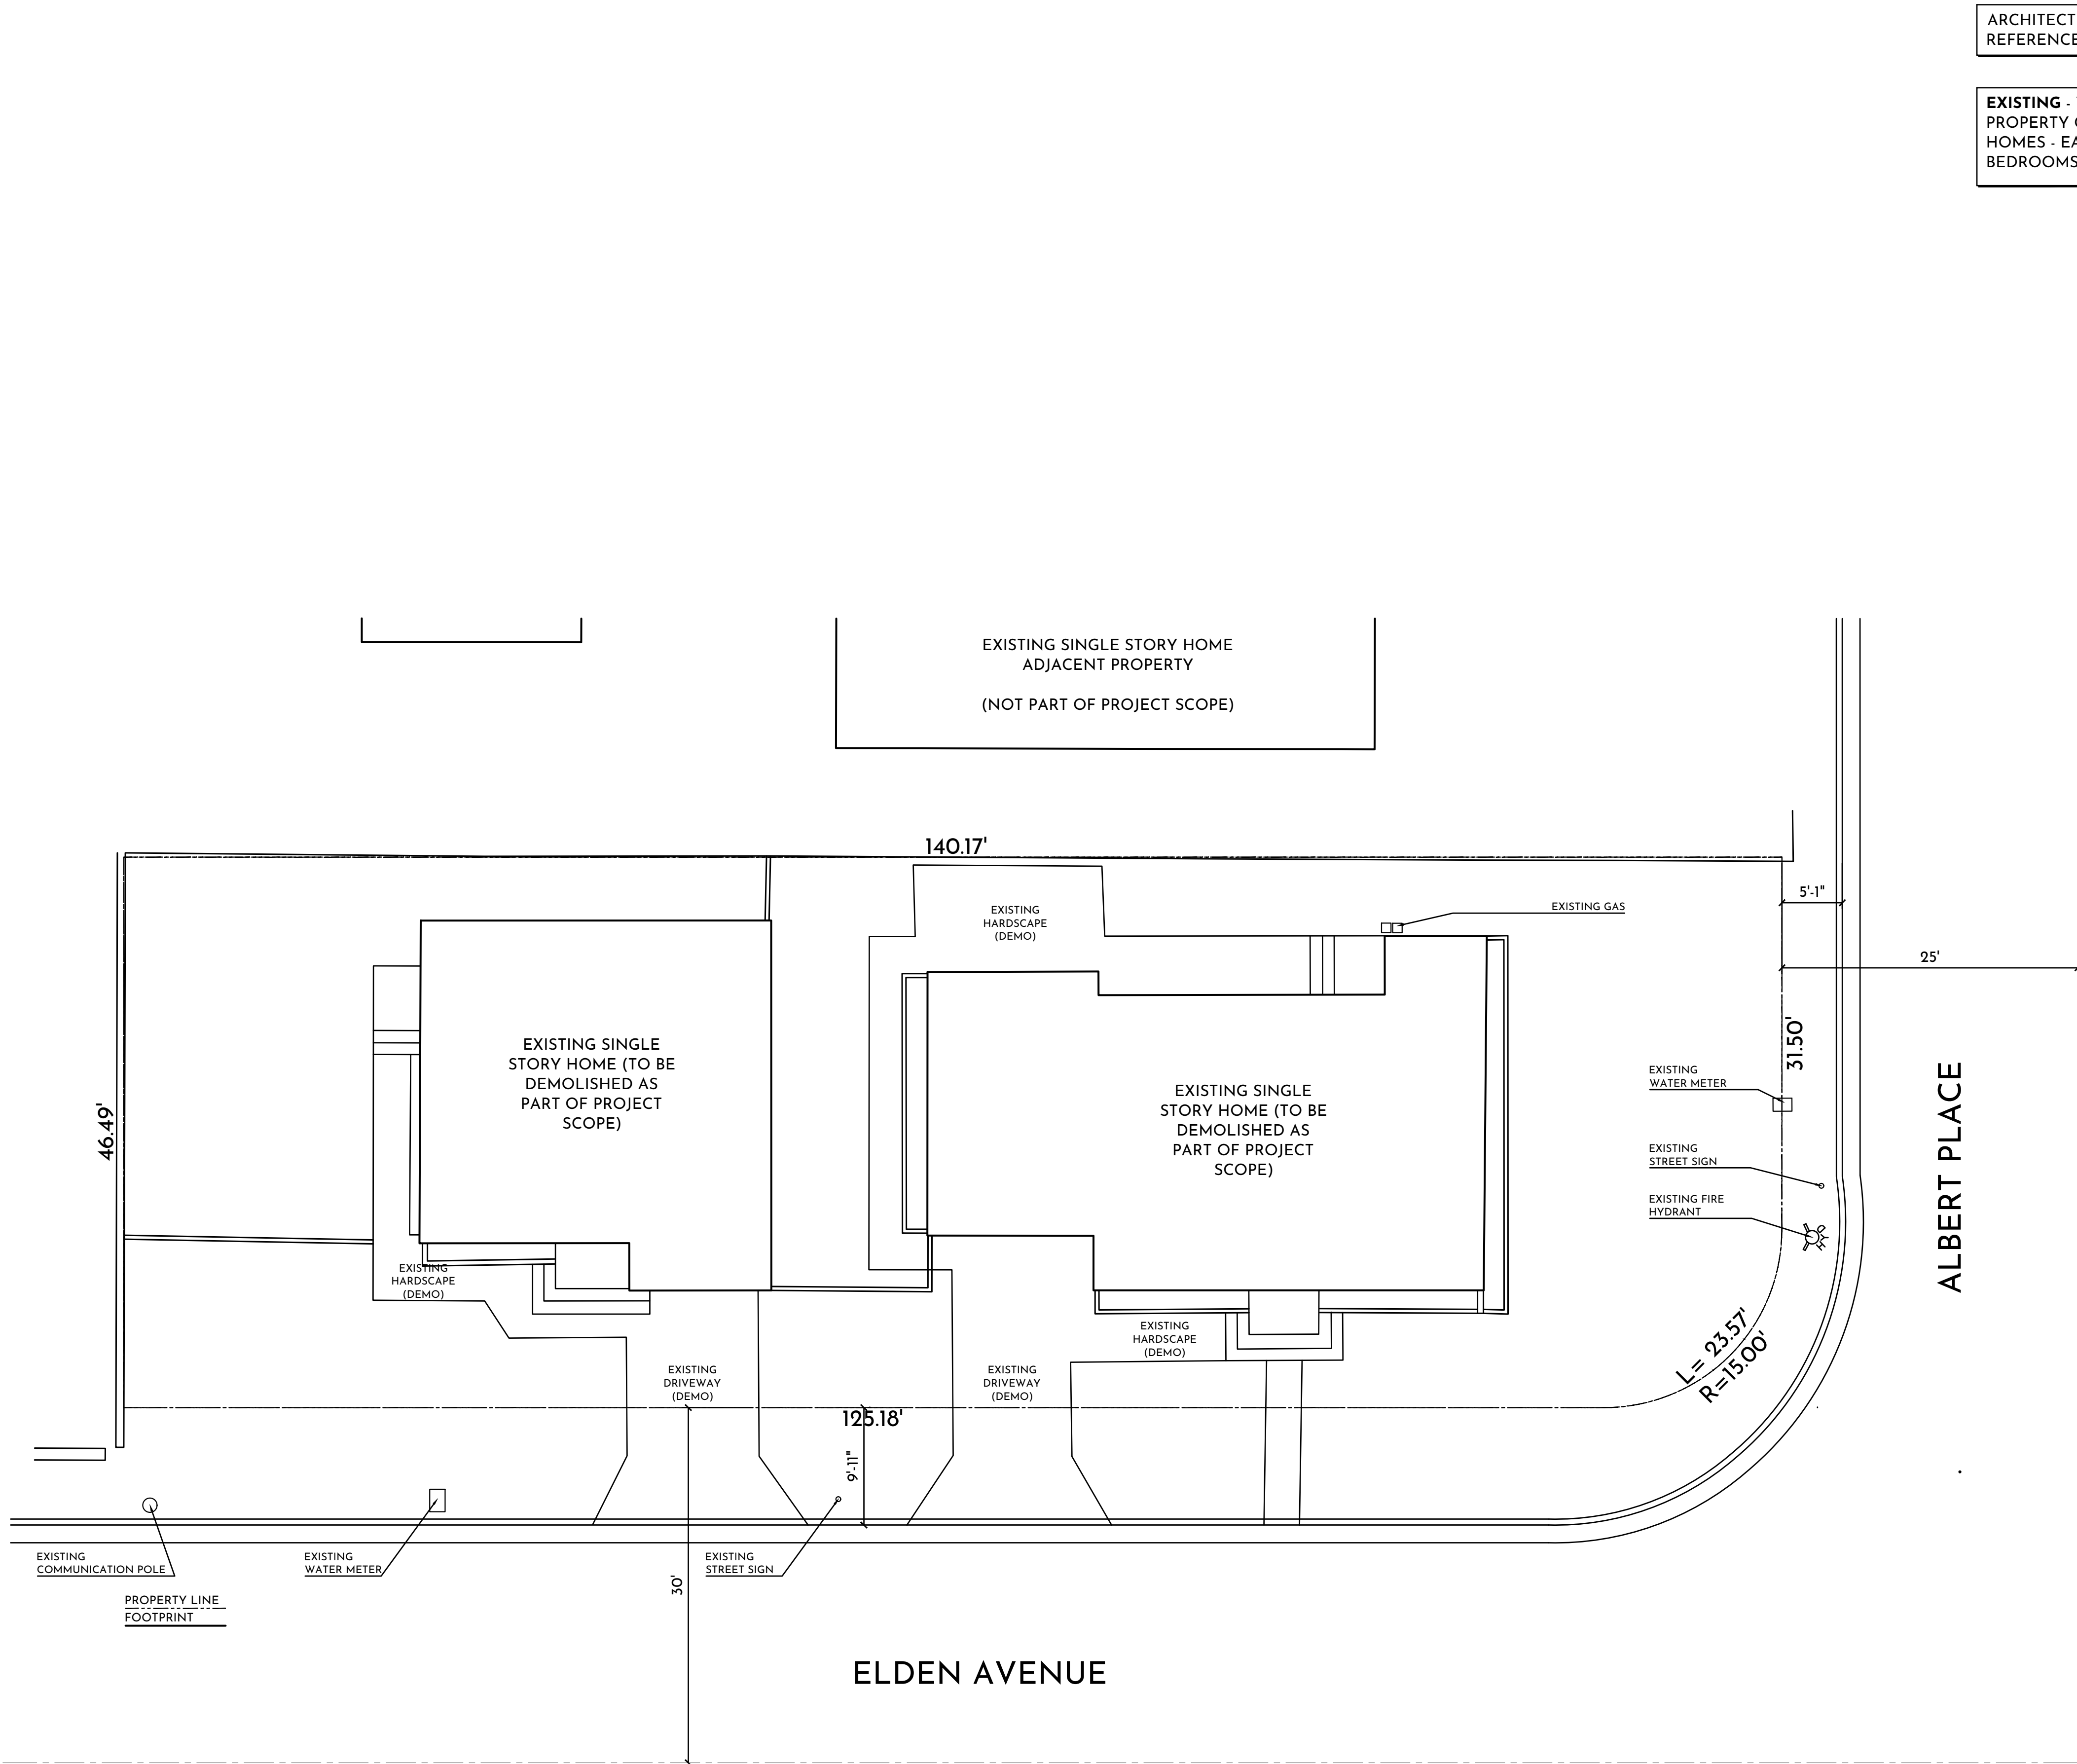 ARCHITECT
REFERENCE
EXISTING -
PROPERTY
HOMES - EA
BEDROOMS
EXISTING SINGLE STORY HOME
ADJACENT PROPERTY
(NOT PART OF PROJECT SCOPE)
140.17'
5'-1"
EXISTING GAS
EXISTING
HARDSCAPE
(DEMO)
25'
31.50'
EXISTING SINGLE
STORY HOME (TO BE
DEMOLISHED AS
PART OF PROJECT
SCOPE)
EXISTING SINGLE
STORY HOME (TO BE
DEMOLISHED AS
PART OF PROJECT
SCOPE)
46.49'
EXISTING
WATER METER
EXISTING
STREET SIGN
EXISTING FIRE
HYDRANT
HYD
ALBERT PLACE
EXISTING
HARDSCAPE
(DEMO)
EXISTING
HARDSCAPE
(DEMO)
L= 23.57'
R=15.00'
EXISTING
DRIVEWAY
(DEMO)
EXISTING
DRIVEWAY
(DEMO)
125.18'
9'-11"
EXISTING
COMMUNICATION POLE
EXISTING
WATER METER
EXISTING
STREET SIGN
30'
PROPERTY LINE
FOOTPRINT
ELDEN AVENUE